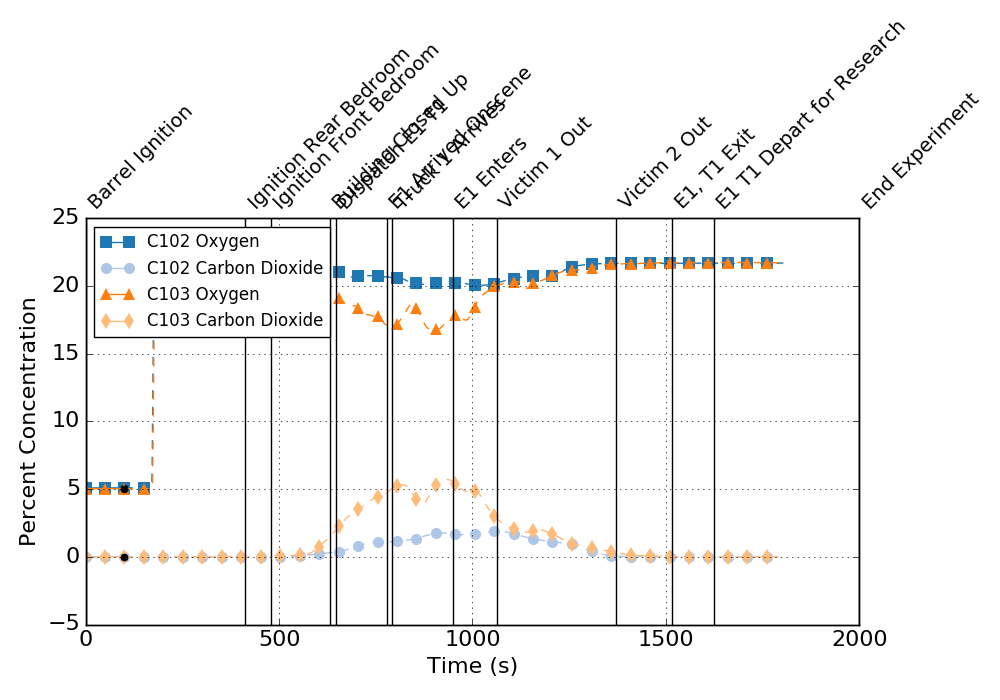 Barrel Ignition
Ignition Rear Bedroom
Ignition Front Bedroom
Building Closed Up
Dispatch E1, T1
E1 Arrived Onscene
Truck 1 Arrives
E1 Enters
Victim 1 Out
Victim 2 Out
E1, T1 Exit
E1 T1 Depart for Research
End Experiment
25
20
15
10
5
0
−5
Percent Concentration
C102 Oxygen
C102 Carbon Dioxide
C103 Oxygen
C103 Carbon Dioxide
0
500
1000
1500
2000
Time (s)